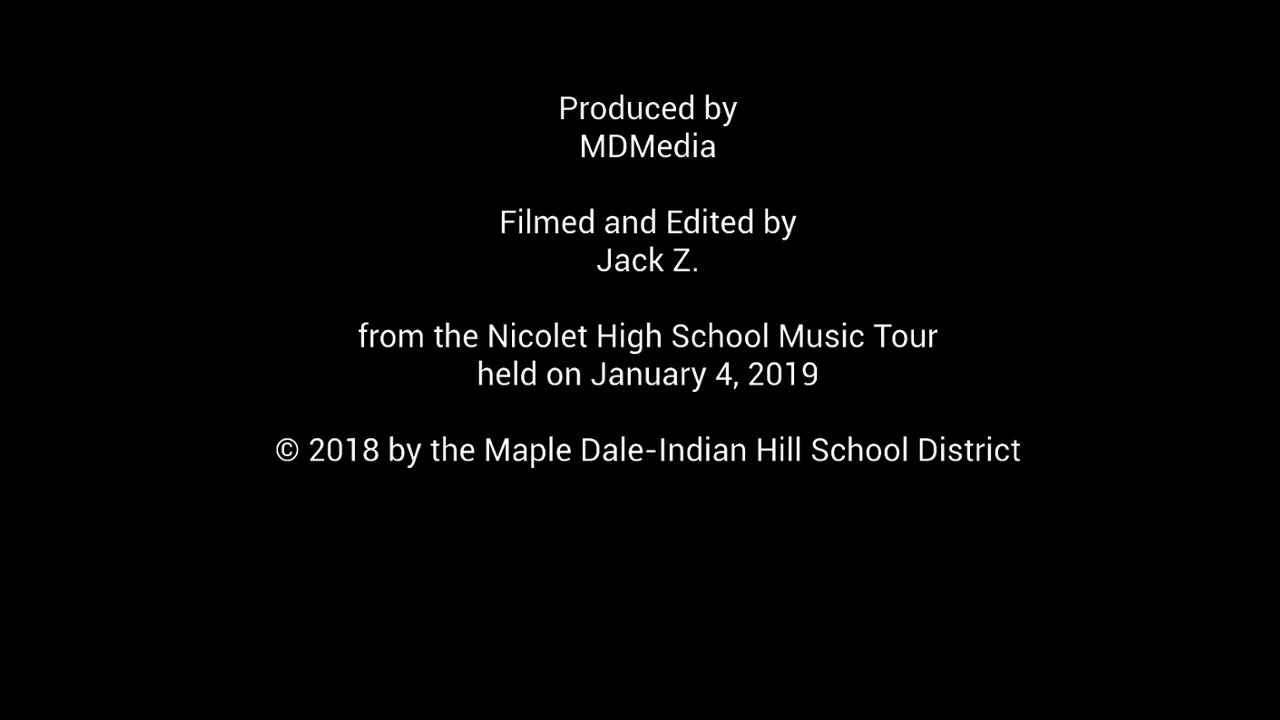 Produced by
MDMedia
Filmed and Edited by
Jack Z.
from the Nicolet High School Music Tour
held on January 4, 2019
© 2018 by the Maple Dale-Indian Hill School District